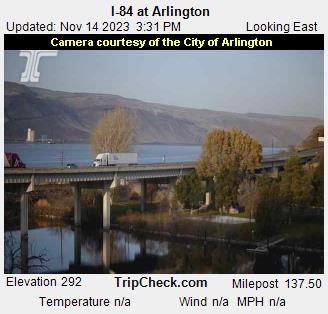 I-84 at Arlington
Updated: Nov 14 2023 3:31 PM Looking East
Camera courtesy of the City of Arlington
Elevation 292 TripCheck.com Milepost 137.50
Temperature n/a Wind n/a MPH n/a